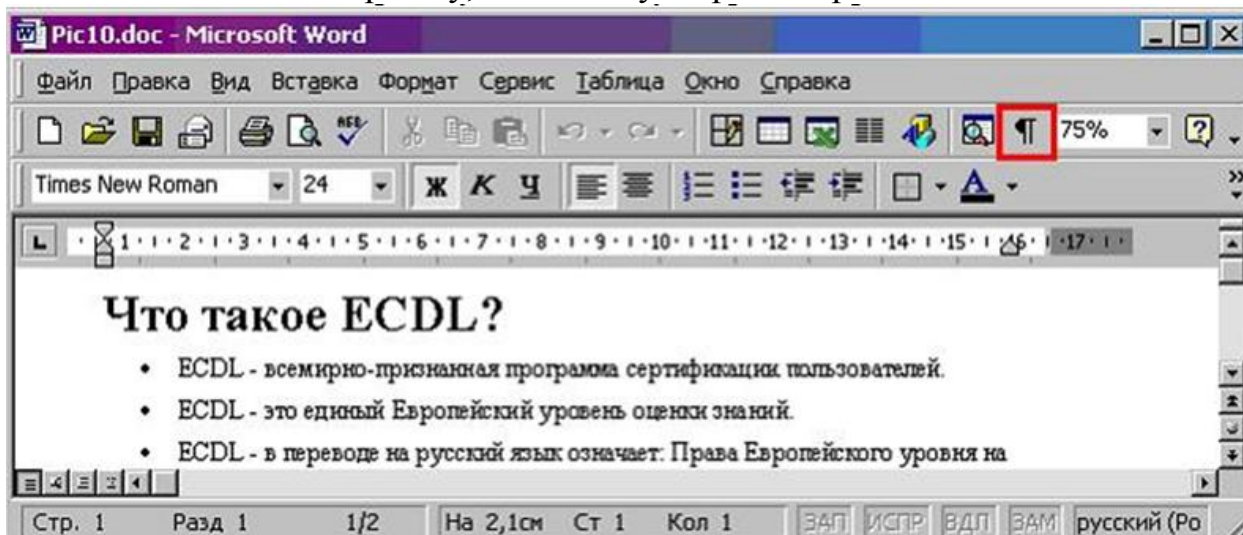 Pic10.doc - Microsoft Word
Файл Правка Вид Вставка Формат Сервис Таблица Окно Справка
¶ 75%
Times New Roman 24 Ж К Ч А
1 2 3 4 5 6 7 8 9 10 11 12 13 14 15 16 17
Что такое ECDL?
• ECDL - всемирно-признанная программа сертификации пользователей.
• ECDL - это единый Европейский уровень оценки знаний.
• ECDL - в переводе на русский язык означает: Права Европейского уровня на
Стр. 1 Разд 1 1/2 На 2,1см Ст 1 Кол 1 ЗАП ИСПР ВДЛ ЗАМ русский (Ро